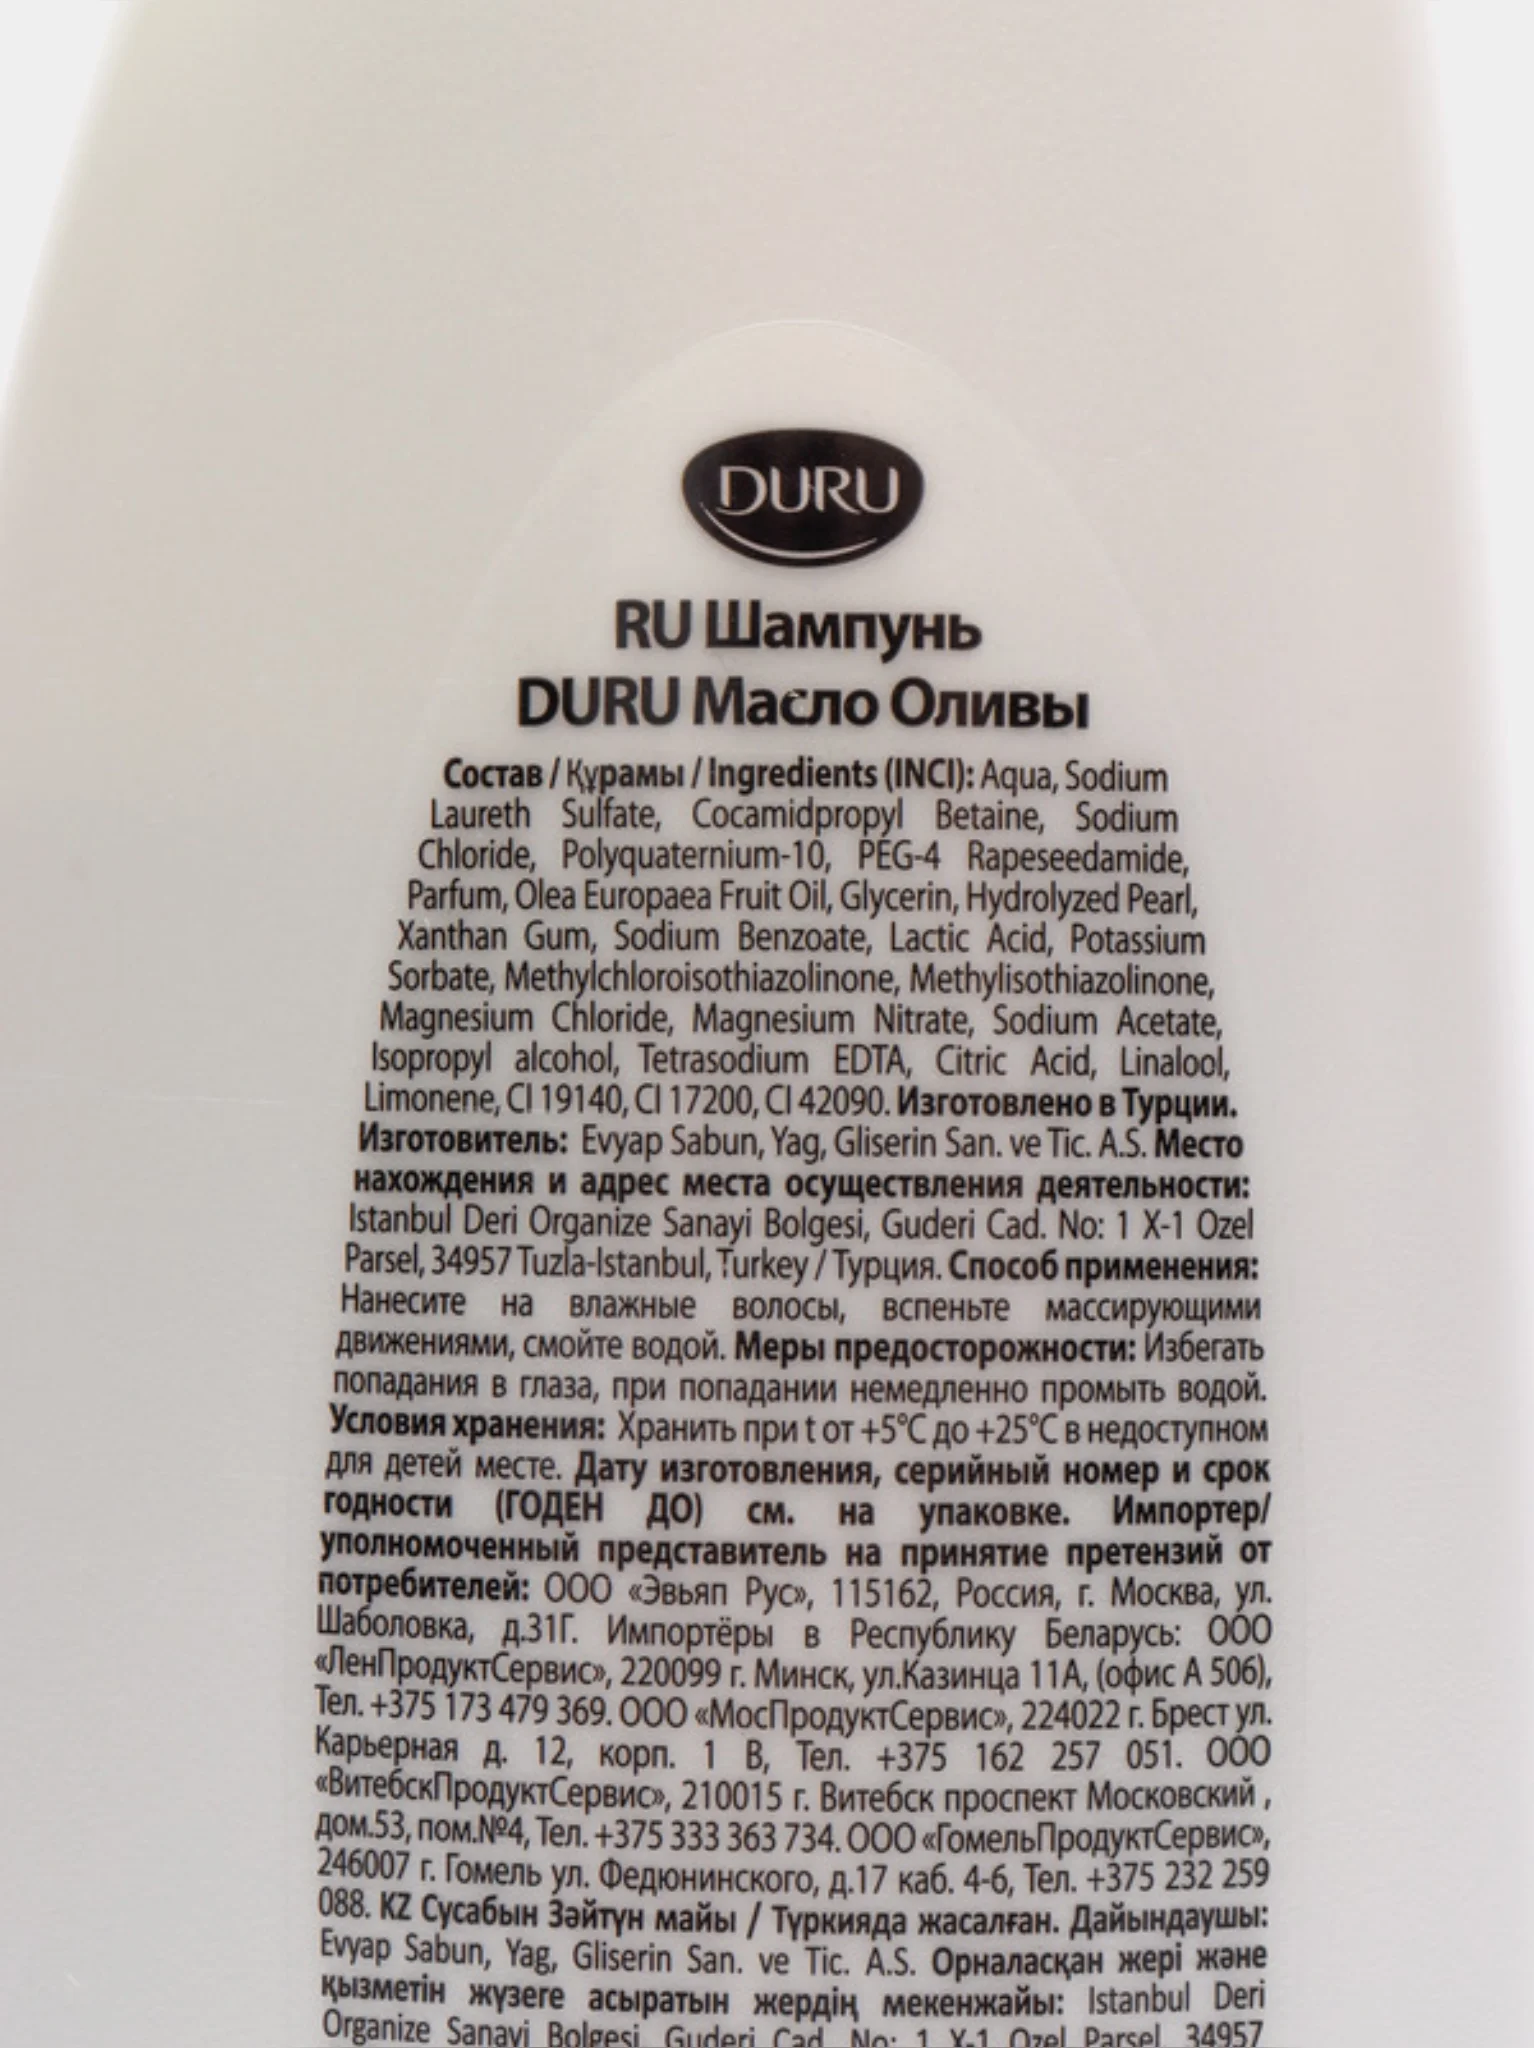 DURU
RU Шампунь
DURU Масло Оливы
Состав / Құрамы / Ingredients (INCI): Aqua, Sodium
Laureth Sulfate, Cocamidpropyl Betaine, Sodium
Chloride, Polyquaternium-10, PEG-4 Rapeseedamide,
Parfum, Olea Europaea Fruit Oil, Glycerin, Hydrolyzed Pearl,
Xanthan Gum, Sodium Benzoate, Lactic Acid, Potassium
Sorbate, Methylchloroisothiazolinone, Methylisothiazolinone,
Magnesium Chloride, Magnesium Nitrate, Sodium Acetate,
Isopropyl alcohol, Tetrasodium EDTA, Citric Acid, Linalool,
Limonene, CI 19140, CI 17200, CI 42090. Изготовлено в Турции.
Изготовитель: Evyap Sabun, Yag, Gliserin San. ve Tic. A.S. Место
нахождения и адрес места осуществления деятельности:
Istanbul Deri Organize Sanayi Bolgesi, Guderi Cad. No: 1 X-1 Ozel
Parsel, 34957 Tuzla-Istanbul, Turkey / Турция. Способ применения:
Нанесите на влажные волосы, вспеньте массирующими
движениями, смойте водой. Меры предосторожности: Избегать
попадания в глаза, при попадании немедленно промыть водой.
Условия хранения: Хранить при t от +5°C до +25°C в недоступном
для детей месте. Дату изготовления, серийный номер и срок
годности (ГОДЕН ДО) см. на упаковке. Импортер/
уполномоченный представитель на принятие претензий от
потребителей: ООО «Эвьяп Рус», 115162, Россия, г. Москва, ул.
Шаболовка, д.31Г. Импортёры в Республику Беларусь: ООО
«ЛенПродуктСервис», 220099 г. Минск, ул.Казинца 11А, (офис А 506),
Тел. +375 173 479 369. ООО «МосПродуктСервис», 224022 г. Брест ул.
Карьерная д. 12, корп. 1 В, Тел. +375 162 257 051. ООО
«ВитебскПродуктСервис», 210015 г. Витебск проспект Московский ,
дом.53, пом.№4, Тел. +375 333 363 734. ООО «ГомельПродуктСервис»,
246007 г. Гомель ул. Федюнинского, д.17 каб. 4-6, Тел. +375 232 259
088. KZ Сусабын Зәйтүн майы / Түркияда жасалған. Дайындаушы:
Evyap Sabun, Yag, Gliserin San. ve Tic. A.S. Орналасқан жері және
қызметін жүзеге асыратын жердің мекенжайы: Istanbul Deri
Organize Sanayi Bolgesi, Guderi Cad. No: 1 X-1 Ozel Parsel, 34957